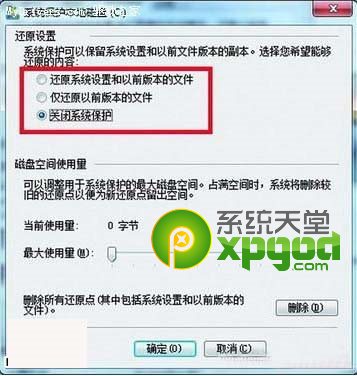 系统保护本地磁盘 (C:)
还原设置
系统保护可以保留系统设置和以前文件版本的副本。选择您希望能够
还原的内容:
还原系统设置和以前版本的文件
仅还原以前版本的文件
关闭系统保护
磁盘空间使用量
可以调整用于系统保护的最大磁盘空间。占满空间时，系统将删除较
旧的还原点以便为新还原点留出空间。
当前使用量: 0 字节
最大使用量(M):
系统天堂
xpgod
.com
删除所有还原点(其中包括系统设置和以前版本的
文件)。
删除(D)
确定(O)
取消(C)